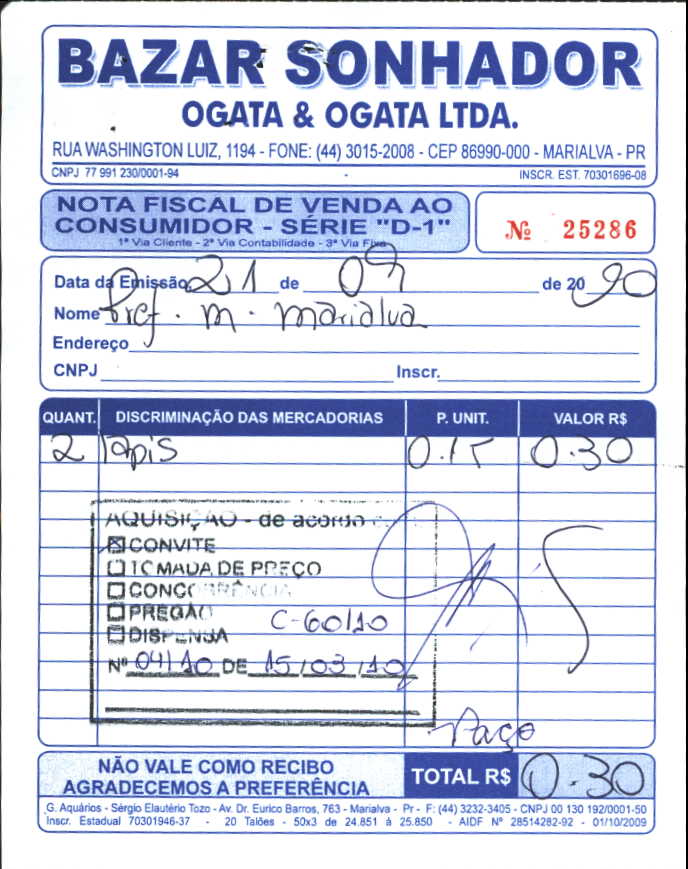 BAZAR SONHADOR
OGATA & OGATA LTDA.
RUA WASHINGTON LUIZ, 1194 - FONE: (44) 3015-2008 - CEP 86990-000 - MARIALVA - PR
CNPJ 77 991 230/0001-94 - INSCR. EST. 70301696-08
NOTA FISCAL DE VENDA AO
CONSUMIDOR - SÉRIE "D-1"
1ª Via Cliente - 2ª Via Contabilidade - 3ª Via Fixa
Nº 25286
Data da Emissão 21 de 09 de 20
Nome Pref. m. marialva
Endereço
CNPJ Inscr.
QUANT. DISCRIMINAÇÃO DAS MERCADORIAS P. UNIT. VALOR R$
2 lapis 0.15 0.30
AQUISIÇÃO - de acordo
CONVITE
TOMADA DE PREÇO
CONCORRÊNCIA
PREGÃO
C-60/10
DISPENSA
Nº 04/10 DE 15/03/10
Pago
NÃO VALE COMO RECIBO
AGRADECEMOS A PREFERÊNCIA
TOTAL R$ 0.30
G. Aquários - Sérgio Elautério Tozo - Av. Dr. Eurico Barros, 763 - Marialva - Pr - F: (44) 3232-3405 - CNPJ 00 130 192/0001-50
Inscr. Estadual 70301946-37 - 20 Talões - 50x3 de 24.851 à 25.850 - AIDF Nº 28514282-92 - 01/10/2009